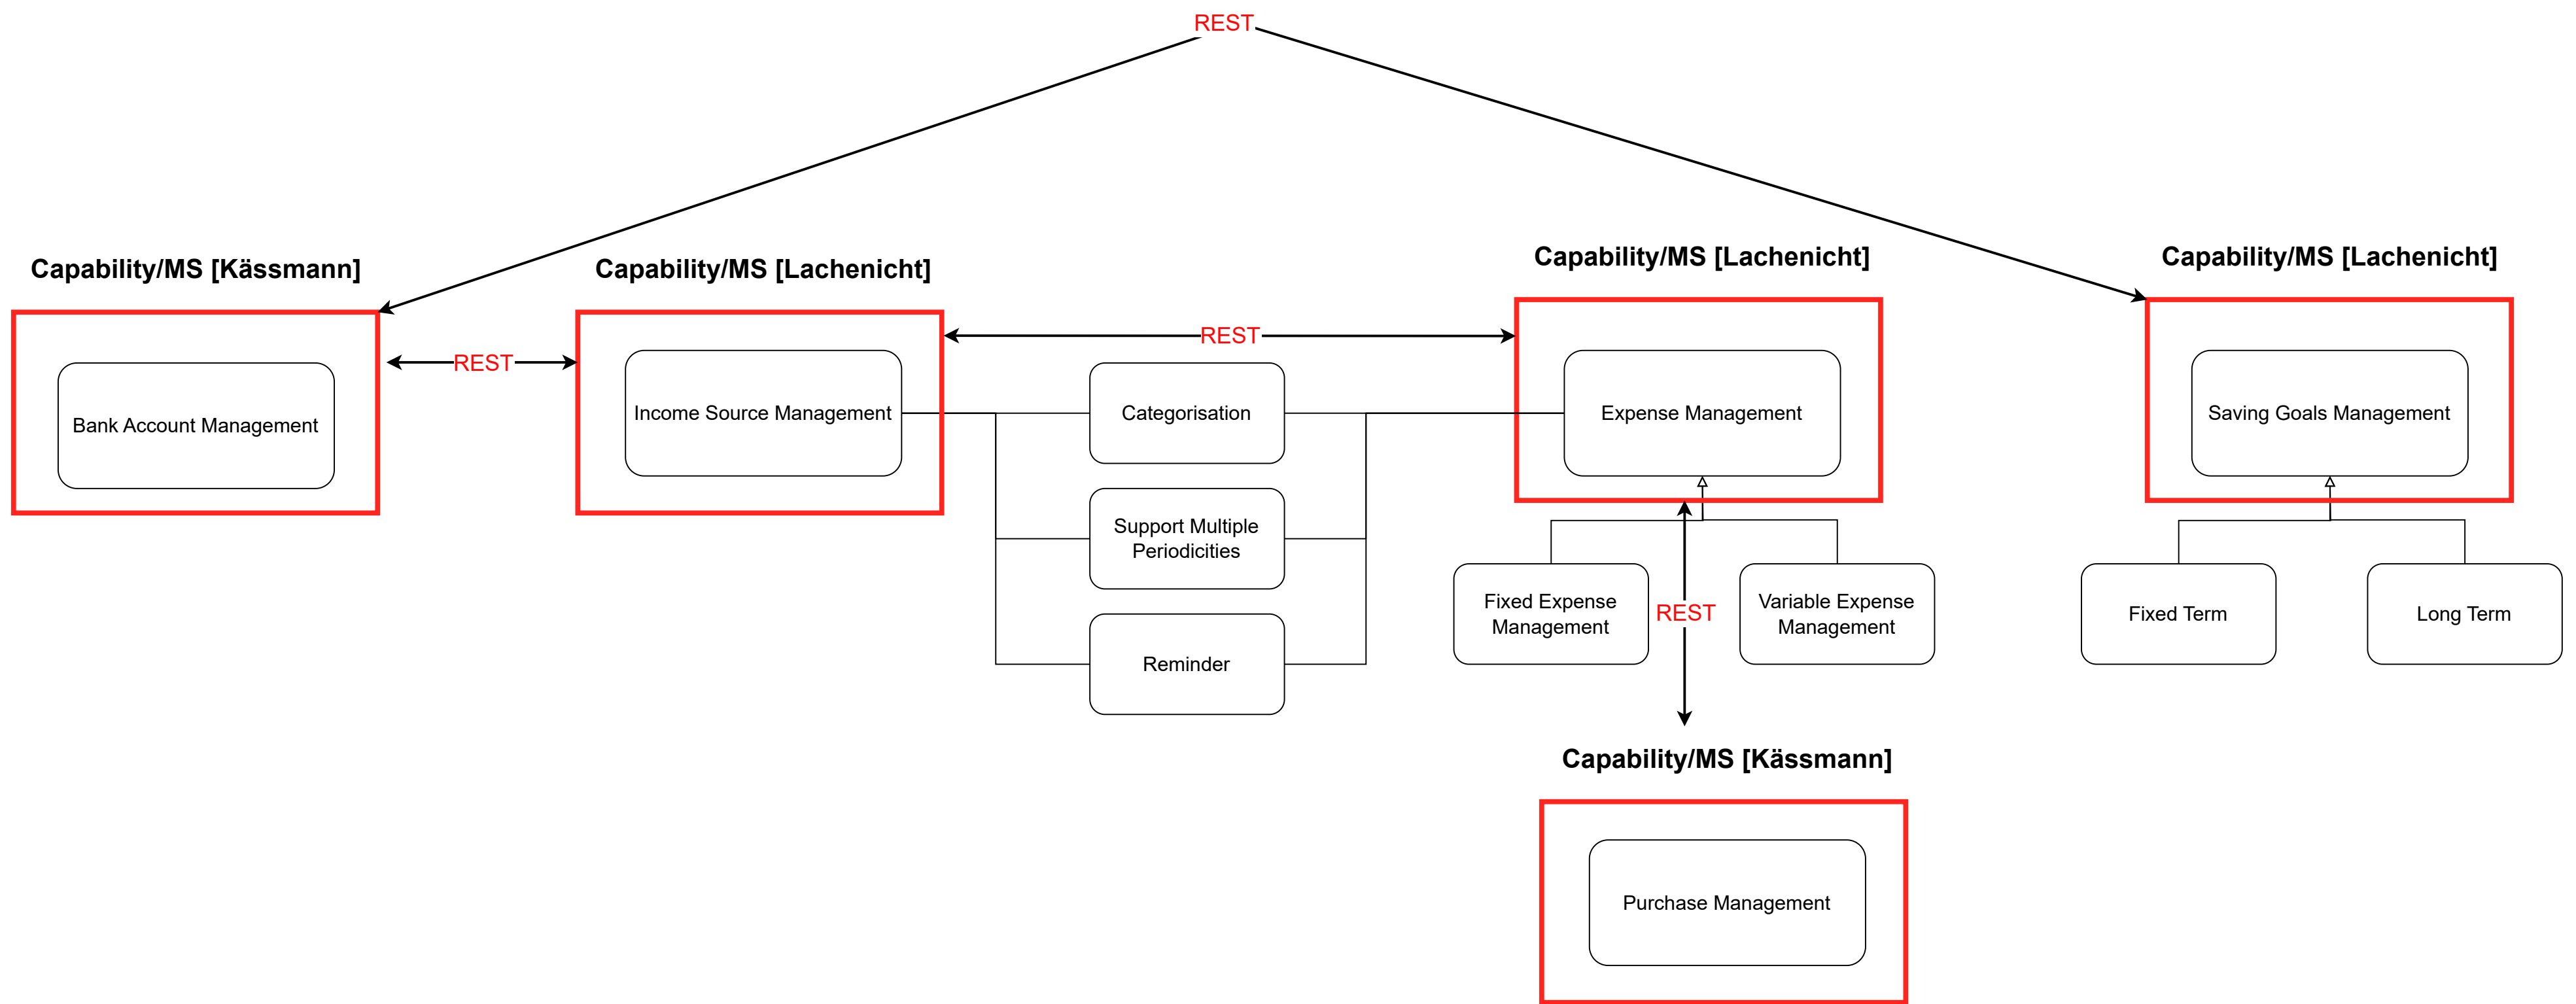 REST
Capability/MS [Kässmann]
Capability/MS [Lachenicht]
Capability/MS [Lachenicht]
Capability/MS [Lachenicht]
REST
REST
Bank Account Management
Income Source Management
Categorisation
Expense Management
Saving Goals Management
Support Multiple
Periodicities
Reminder
Fixed Expense
Management
REST
Variable Expense
Management
Fixed Term
Long Term
Capability/MS [Kässmann]
Purchase Management